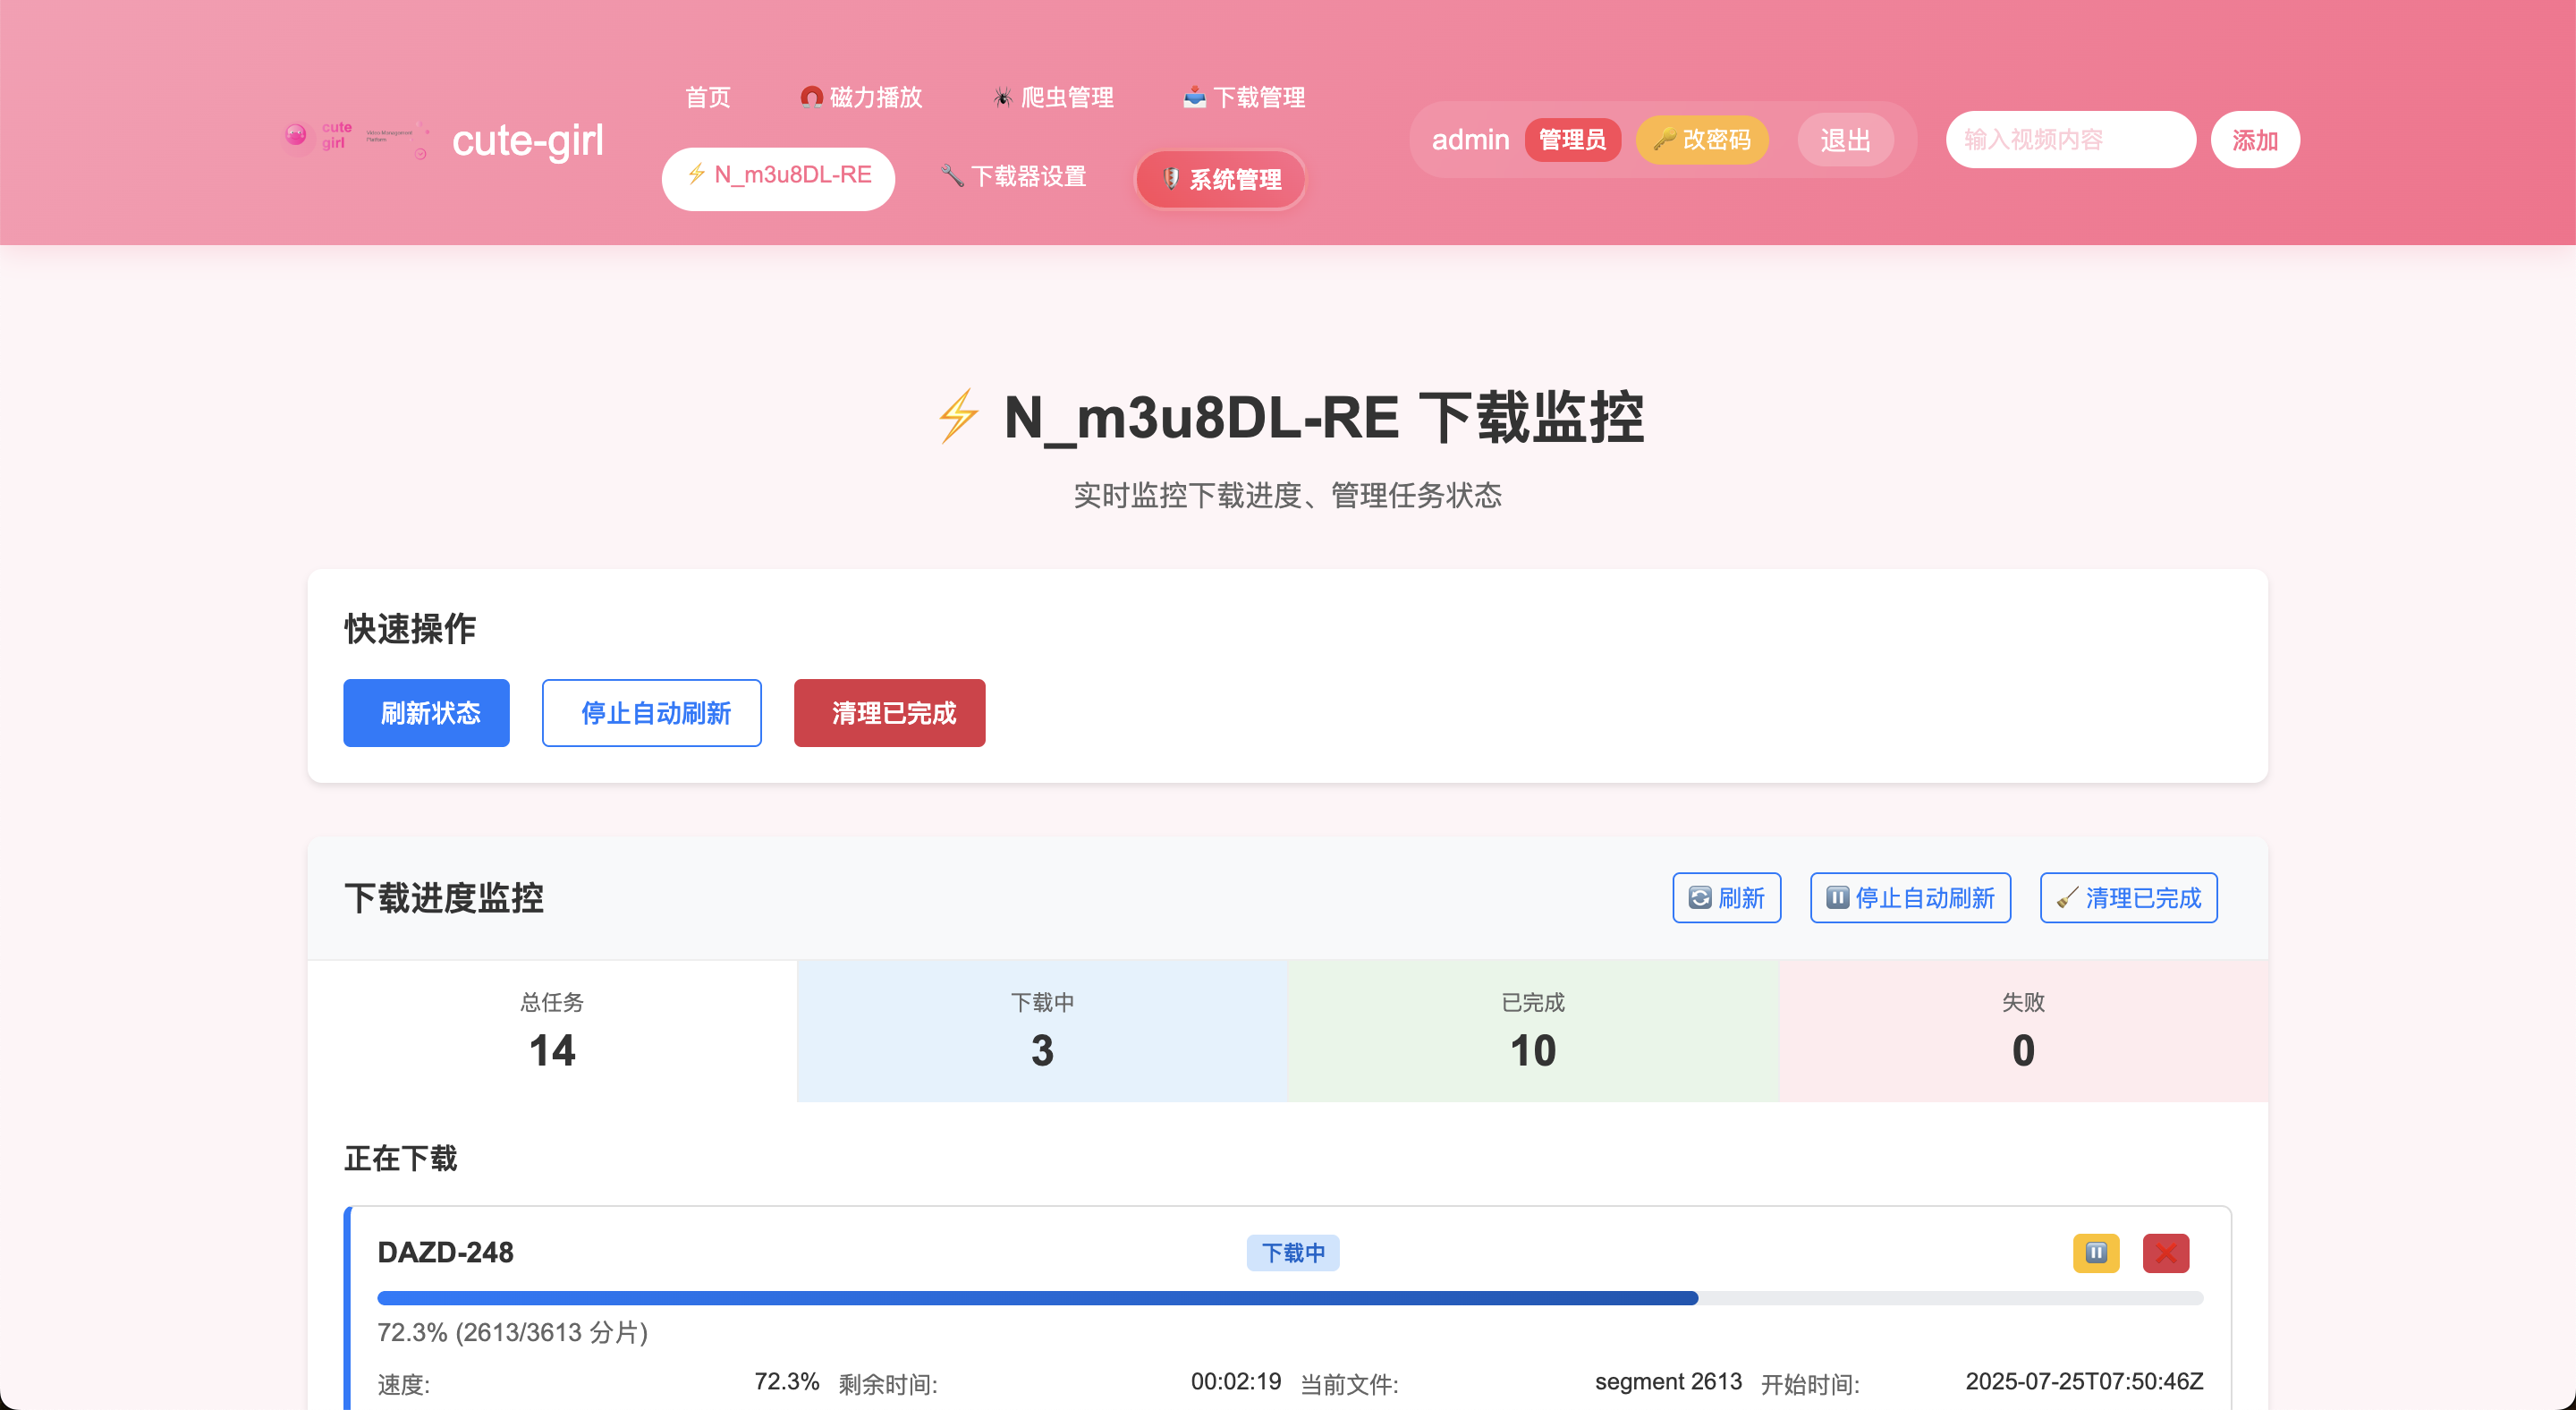 首页
🧲 磁力播放
🕷️ 爬虫管理
📥 下载管理
cute
girl
Video Management
Platform
cute-girl
⚡ N_m3u8DL-RE
🔧 下载器设置
🛡️ 系统管理
admin
管理员
🔑 改密码
退出
输入视频内容
添加
⚡ N_m3u8DL-RE 下载监控
实时监控下载进度、管理任务状态
快速操作
刷新状态
停止自动刷新
清理已完成
下载进度监控
🔄 刷新
⏸️ 停止自动刷新
🧹 清理已完成
总任务
14
下载中
3
已完成
10
失败
0
正在下载
DAZD-248
下载中
72.3% (2613/3613 分片)
速度: 72.3% 剩余时间: 00:02:19 当前文件: segment 2613 开始时间: 2025-07-25T07:50:46Z